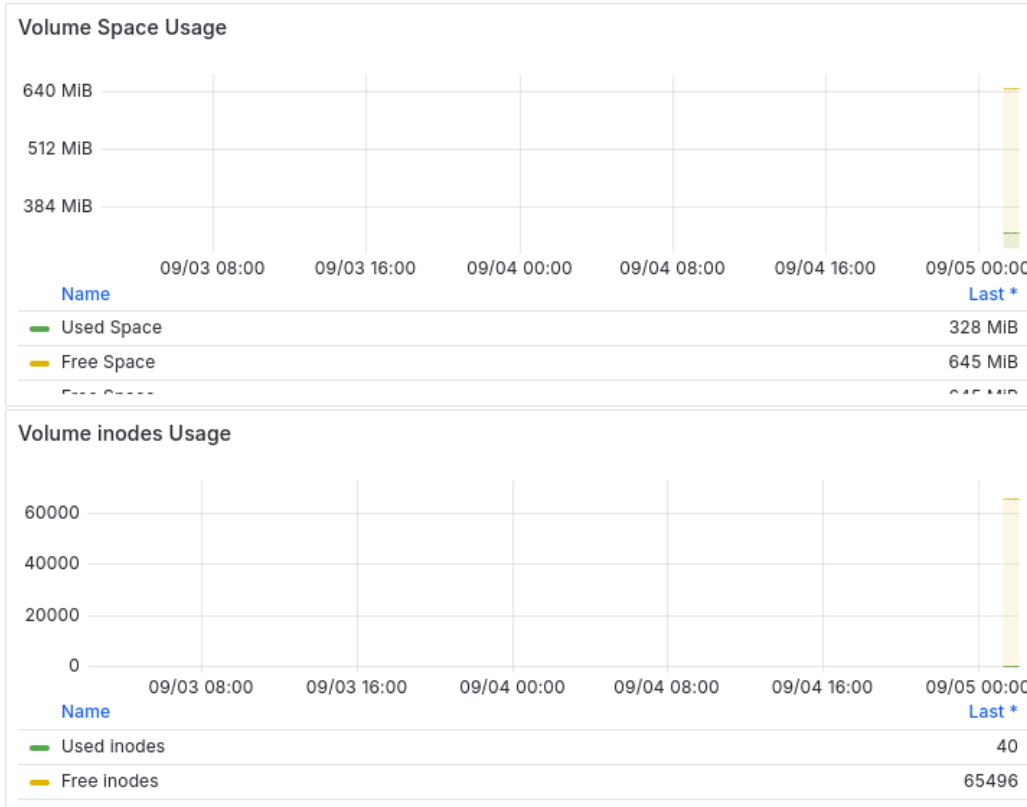 Volume Space Usage
640 MiB
512 MiB
384 MiB
09/03 08:00 09/03 16:00 09/04 00:00 09/04 08:00 09/04 16:00 09/05 00:00
Name Last *
Used Space 328 MiB
Free Space 645 MiB
Free Space 645 MiB
Volume inodes Usage
60000
40000
20000
0
09/03 08:00 09/03 16:00 09/04 00:00 09/04 08:00 09/04 16:00 09/05 00:00
Name Last *
Used inodes 40
Free inodes 65496